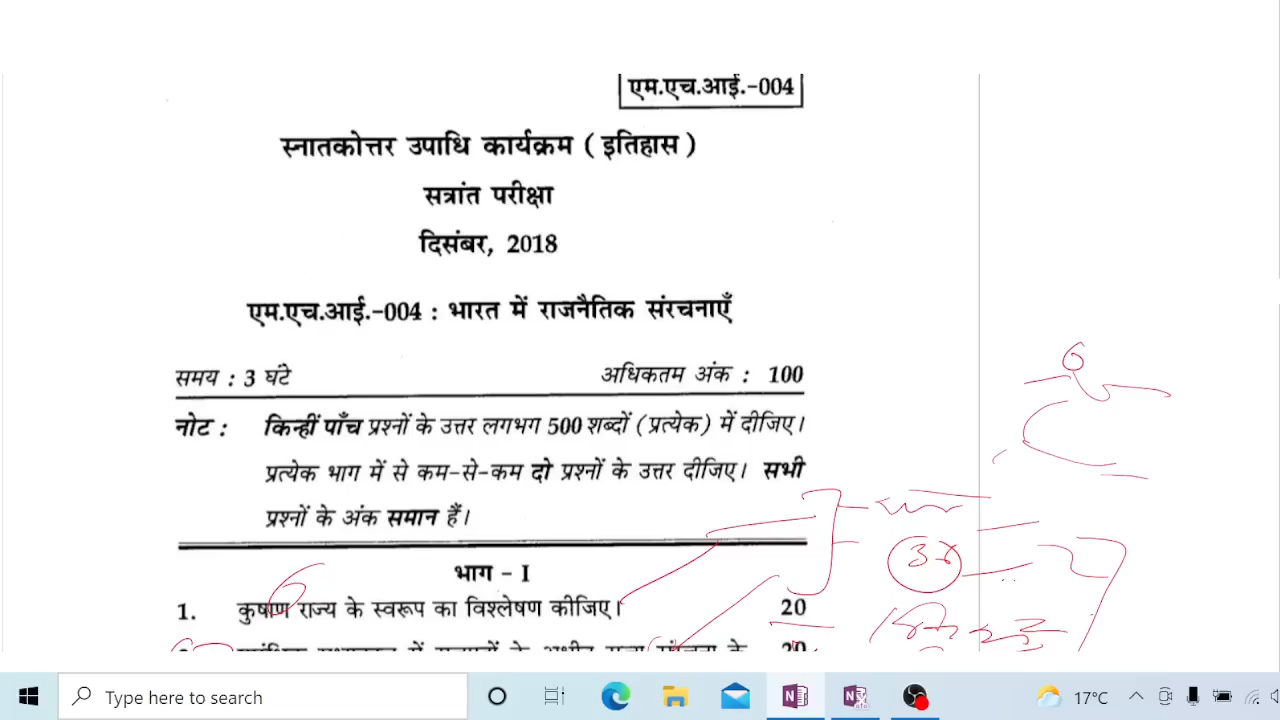 एम.एच.आई.-004
स्नातकोत्तर उपाधि कार्यक्रम ( इतिहास )
सत्रांत परीक्षा
दिसंबर, 2018
एम.एच.आई.-004 : भारत में राजनैतिक संरचनाएँ
समय : 3 घंटे अधिकतम अंक : 100
नोट : किन्हीं पाँच प्रश्नों के उत्तर लगभग 500 शब्दों ( प्रत्येक ) में दीजिए।
प्रत्येक भाग में से कम-से-कम दो प्रश्नों के उत्तर दीजिए। सभी
प्रश्नों के अंक समान हैं।
भाग - I
1. कुषाण राज्य के स्वरूप का विश्लेषण कीजिए। 20
6
6
Type here to search
17°C